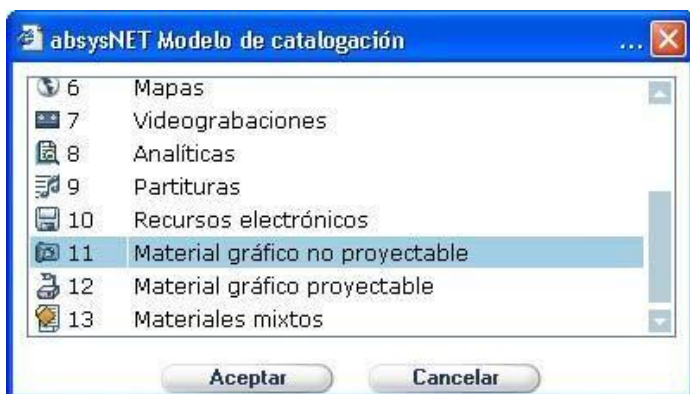 absysNET Modelo de catalogación ...
6 Mapas
7 Videograbaciones
8 Analíticas
9 Partituras
10 Recursos electrónicos
11 Material gráfico no proyectable
12 Material gráfico proyectable
13 Materiales mixtos
Aceptar Cancelar